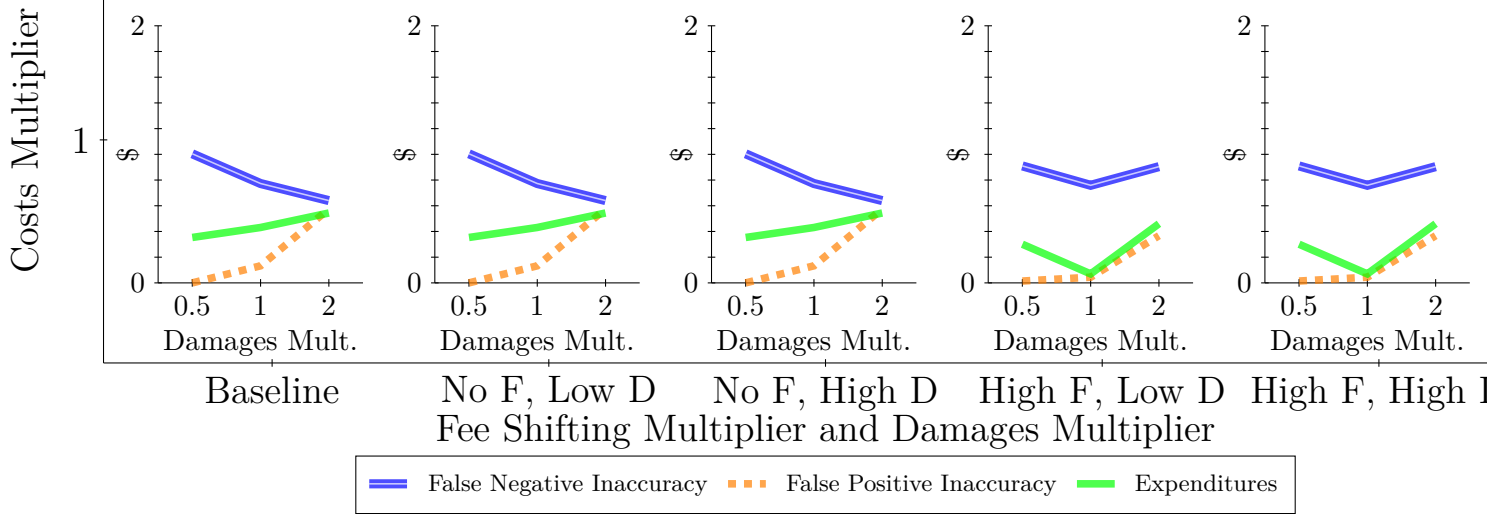 Costs Multiplier
1
2 2 2 2 2
$ $ $ $ $
0 0 0 0 0
0.5 1 2 0.5 1 2 0.5 1 2 0.5 1 2 0.5 1 2
Damages Mult. Damages Mult. Damages Mult. Damages Mult. Damages Mult.
Baseline No F, Low D No F, High D High F, Low D High F, High D
Fee Shifting Multiplier and Damages Multiplier
False Negative Inaccuracy False Positive Inaccuracy Expenditures